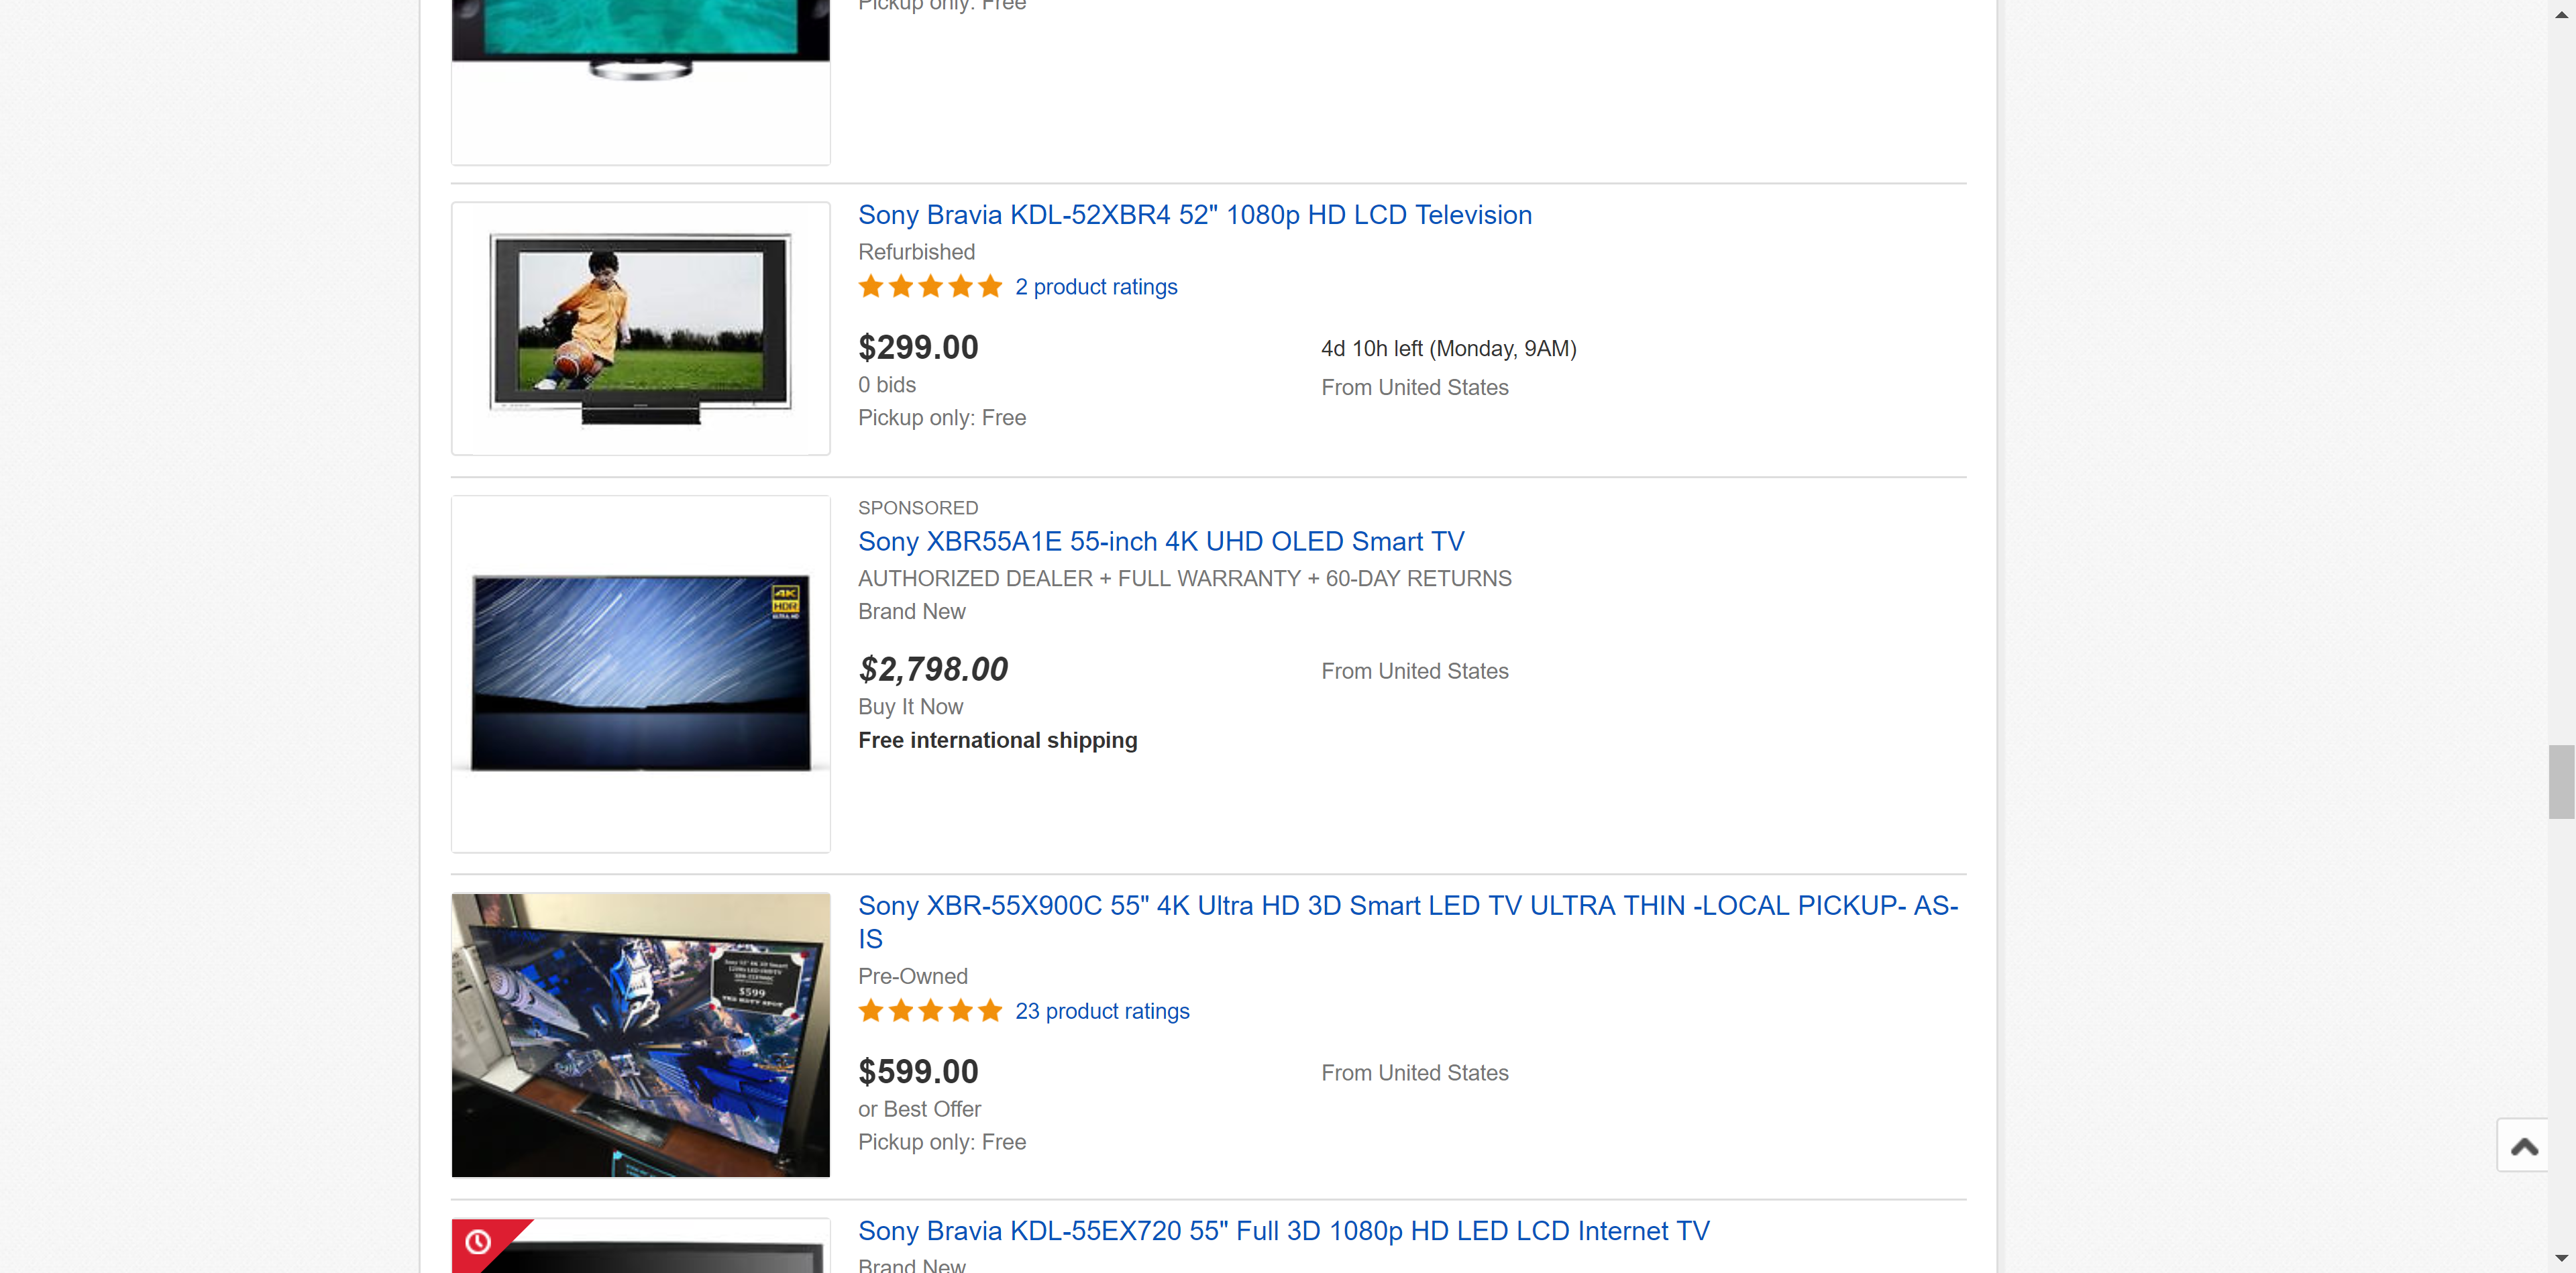 Pickup only: Free
Sony Bravia KDL-52XBR4 52" 1080p HD LCD Television
Refurbished
2 product ratings
$299.00
4d 10h left (Monday, 9AM)
0 bids
From United States
Pickup only: Free
SPONSORED
Sony XBR55A1E 55-inch 4K UHD OLED Smart TV
AUTHORIZED DEALER + FULL WARRANTY + 60-DAY RETURNS
4K
HDR
ULTRA HD
Brand New
$2,798.00
From United States
Buy It Now
Free international shipping
Sony XBR-55X900C 55" 4K Ultra HD 3D Smart LED TV ULTRA THIN -LOCAL PICKUP- AS-
IS
Pre-Owned
23 product ratings
$599
$599.00
From United States
or Best Offer
Pickup only: Free
Sony Bravia KDL-55EX720 55" Full 3D 1080p HD LED LCD Internet TV
Brand New